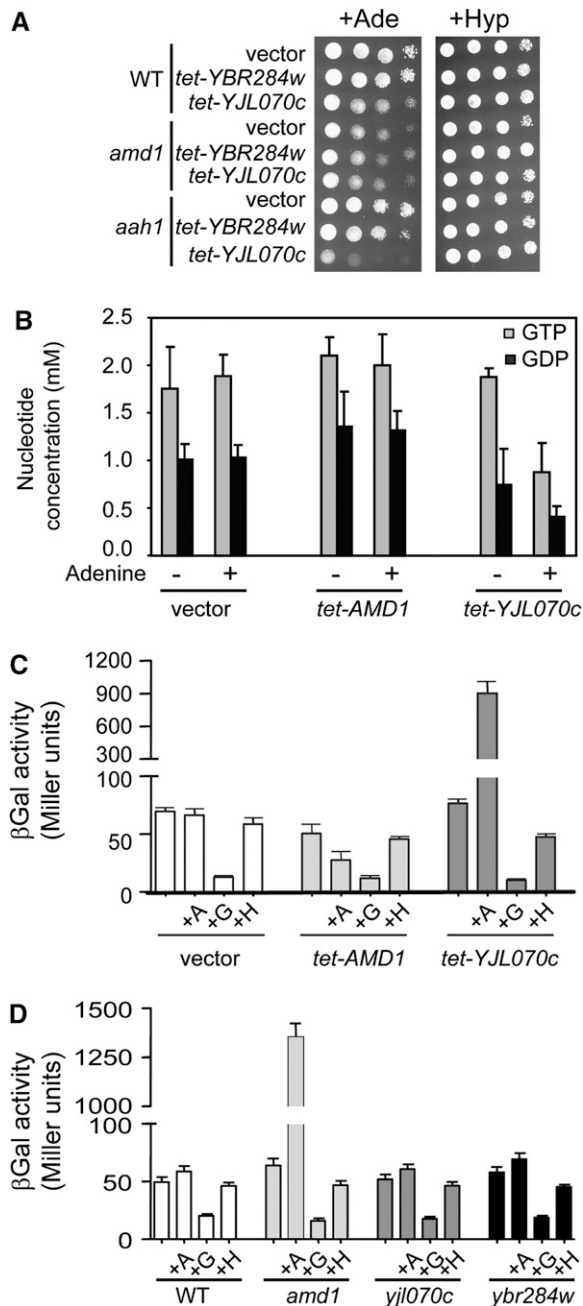 A
+Ade +Hyp
WT
vector
tet-YBR284w
tet-YJL070c
amd1
vector
tet-YBR284w
tet-YJL070c
aah1
vector
tet-YBR284w
tet-YJL070c
B
Nucleotide
concentration (mM)
2.5
2.0
1.5
1.0
0.5
0.0
GTP
GDP
Adenine - + - + - +
vector tet-AMD1 tet-YJL070c
C
βGal activity
(Miller units)
1200
900
600
300
100
50
0
+A +G +H +A +G +H +A +G +H
vector tet-AMD1 tet-YJL070c
D
βGal activity
(Miller units)
1500
1250
1000
100
50
0
+A +G +H +A +G +H +A +G +H +A +G +H
WT amd1 yjl070c ybr284w